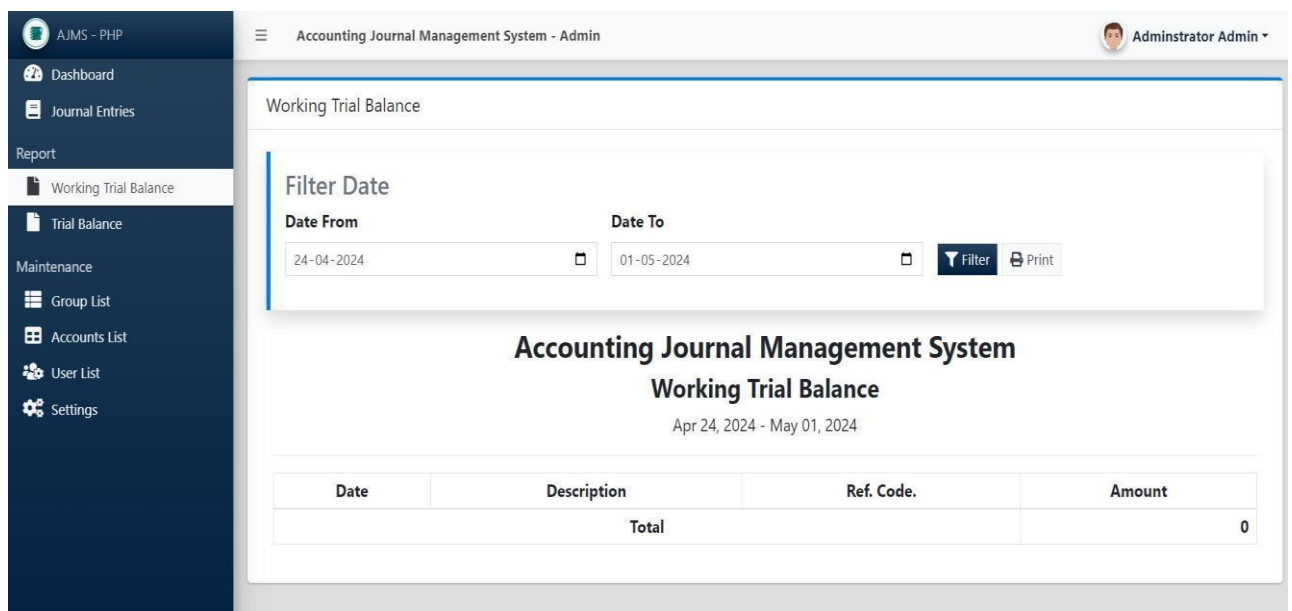 AJMS - PHP
Accounting Journal Management System - Admin
Adminstrator Admin
Dashboard
Journal Entries
Report
Working Trial Balance
Trial Balance
Maintenance
Group List
Accounts List
User List
Settings
Working Trial Balance
Filter Date
Date From
Date To
24-04-2024
01-05-2024
Filter
Print
Accounting Journal Management System
Working Trial Balance
Apr 24, 2024 - May 01, 2024
Date Description Ref. Code. Amount
Total 0